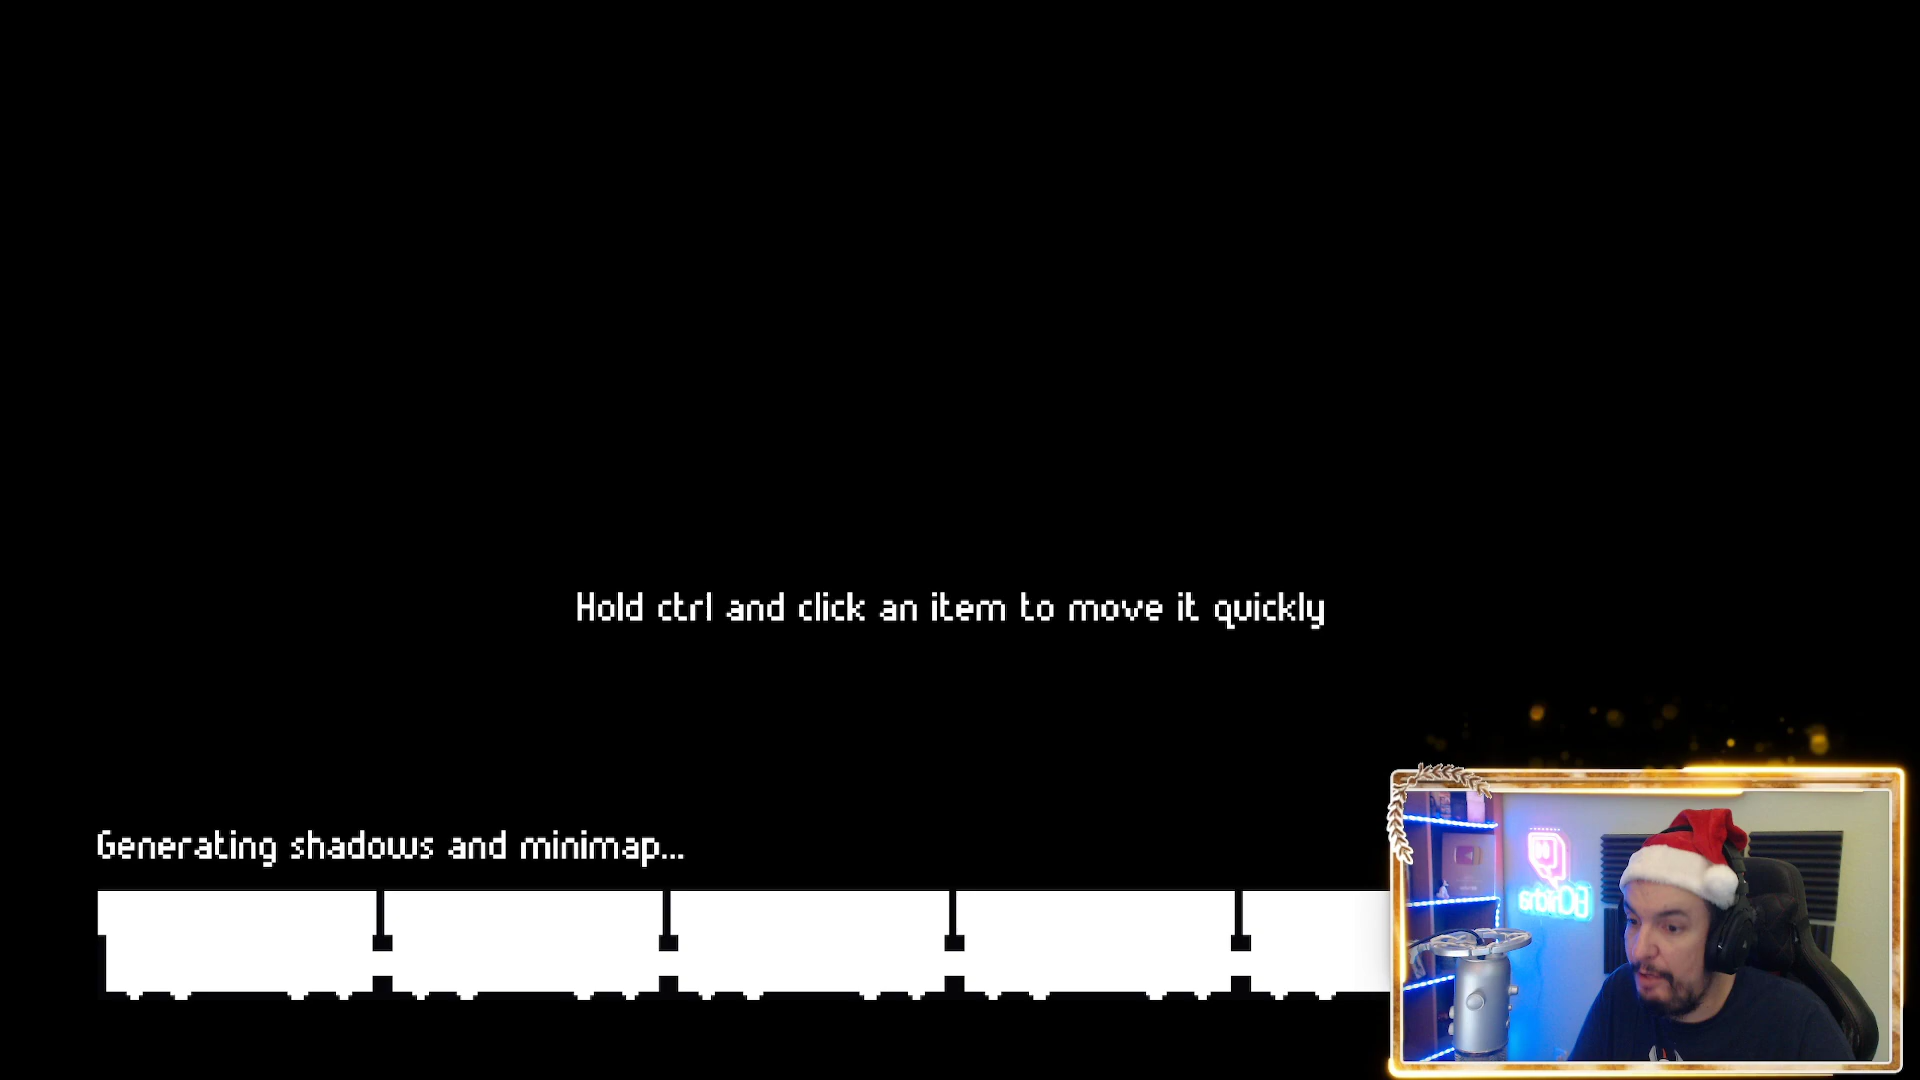 Hold ctrl and click an item to move it quickly
Generating shadows and minimap...